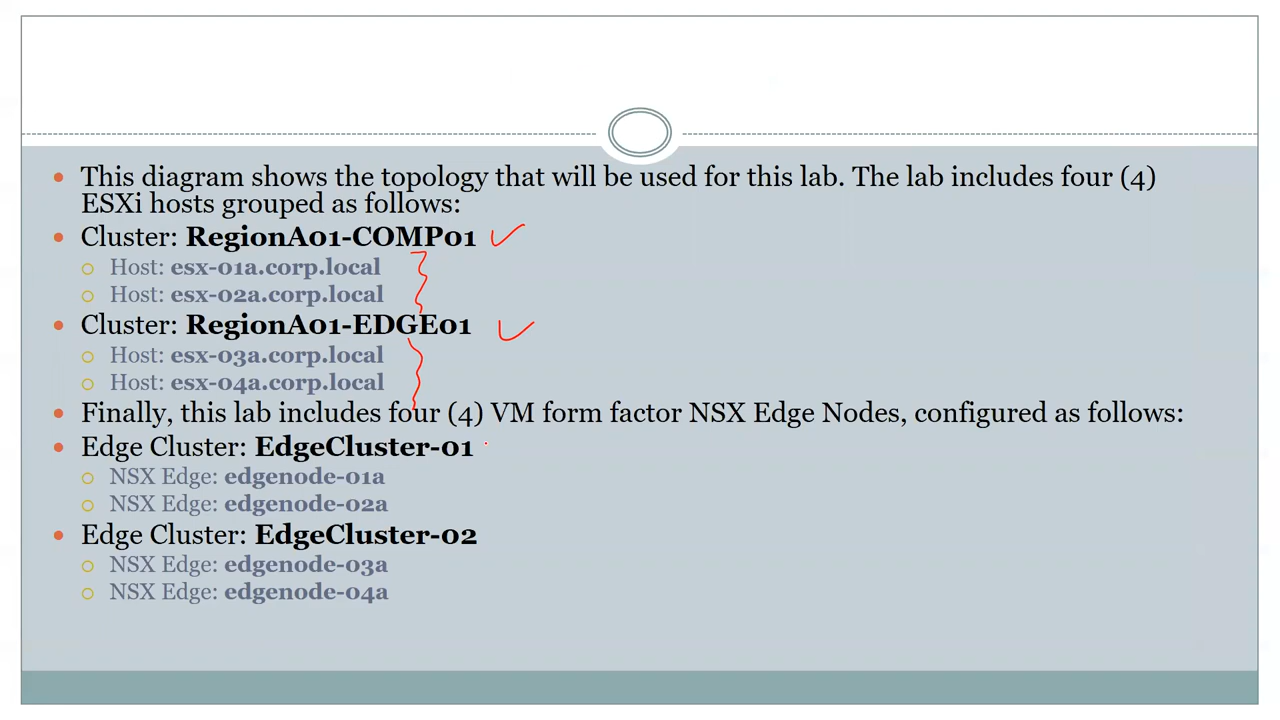 This diagram shows the topology that will be used for this lab. The lab includes four (4)
ESXi hosts grouped as follows:
Cluster: RegionA01-COMP01
Host: esx-01a.corp.local
Host: esx-02a.corp.local
Cluster: RegionA01-EDGE01
Host: esx-03a.corp.local
Host: esx-04a.corp.local
Finally, this lab includes four (4) VM form factor NSX Edge Nodes, configured as follows:
Edge Cluster: EdgeCluster-01
NSX Edge: edgenode-01a
NSX Edge: edgenode-02a
Edge Cluster: EdgeCluster-02
NSX Edge: edgenode-03a
NSX Edge: edgenode-04a